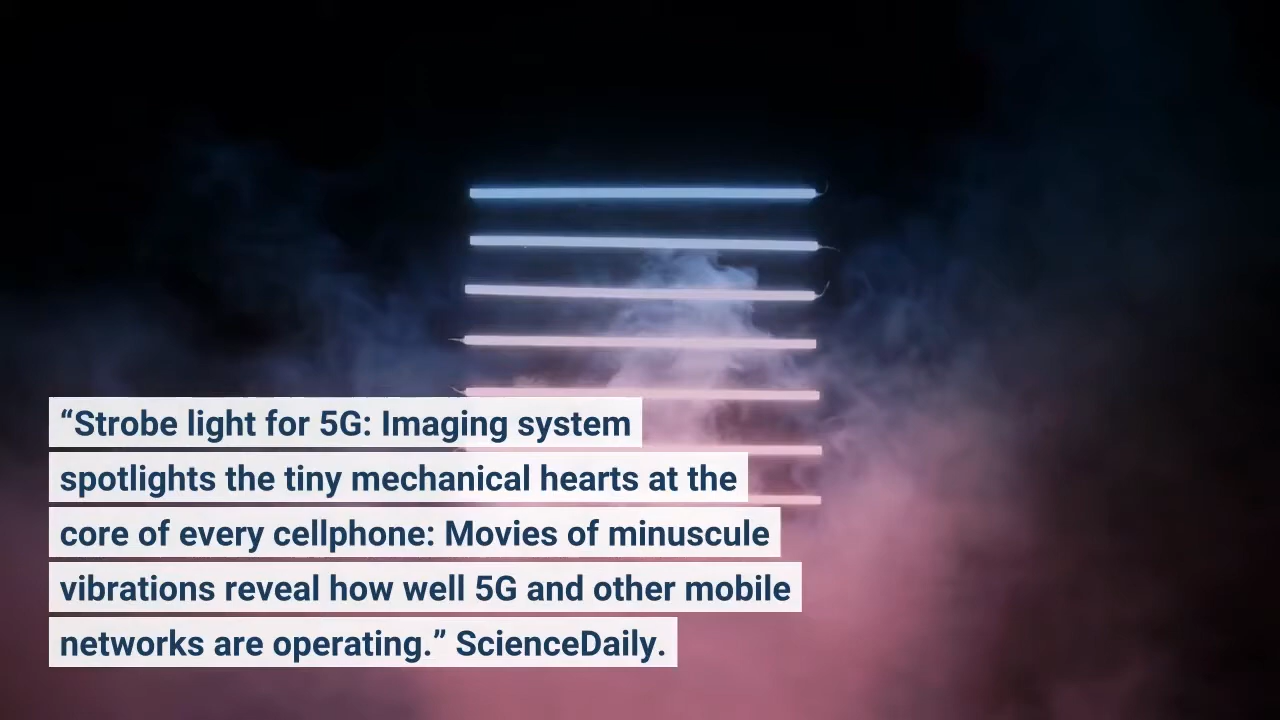 “Strobe light for 5G: Imaging system
spotlights the tiny mechanical hearts at the
core of every cellphone: Movies of minuscule
vibrations reveal how well 5G and other mobile
networks are operating.” ScienceDaily.